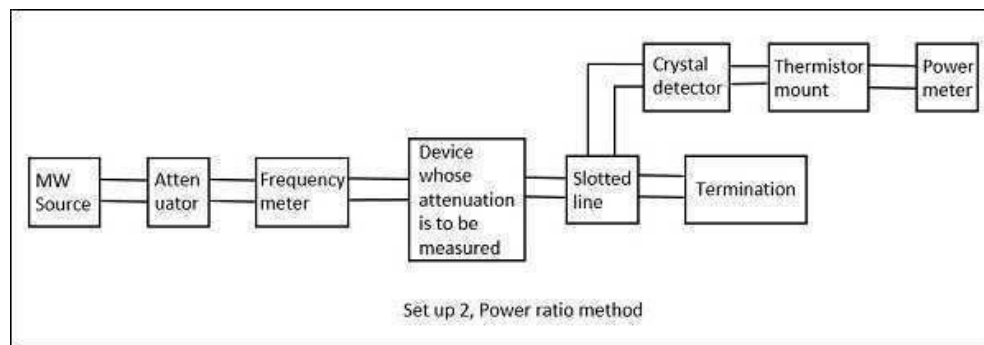 MW
Source
Atten
uator
Frequency
meter
Device
whose
attenuation
is to be
measured
Slotted
line
Termination
Crystal
detector
Thermistor
mount
Power
meter
Set up 2, Power ratio method